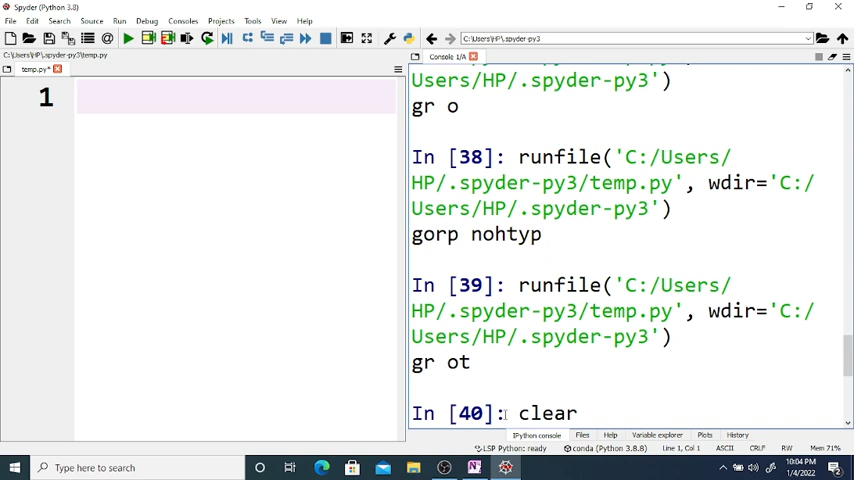 Spyder (Python 3.8)
File Edit Search Source Run Debug Consoles Projects Tools View Help
C:\Users\HP\.spyder-py3
C:\Users\HP\.spyder-py3\temp.py
temp.py*
Console 1/A
1
Users/HP/.spyder-py3')
gr o
In [38]: runfile('C:/Users/
HP/.spyder-py3/temp.py', wdir='C:/
Users/HP/.spyder-py3')
gorp nohtyp
In [39]: runfile('C:/Users/
HP/.spyder-py3/temp.py', wdir='C:/
Users/HP/.spyder-py3')
gr ot
In [40]: clear
IPython console Files Help Variable explorer Plots History
LSP Python: ready conda (Python 3.8.8) Line 1, Col 1 ASCII CRLF RW Mem 71%
Type here to search
10:04 PM
1/4/2022
2